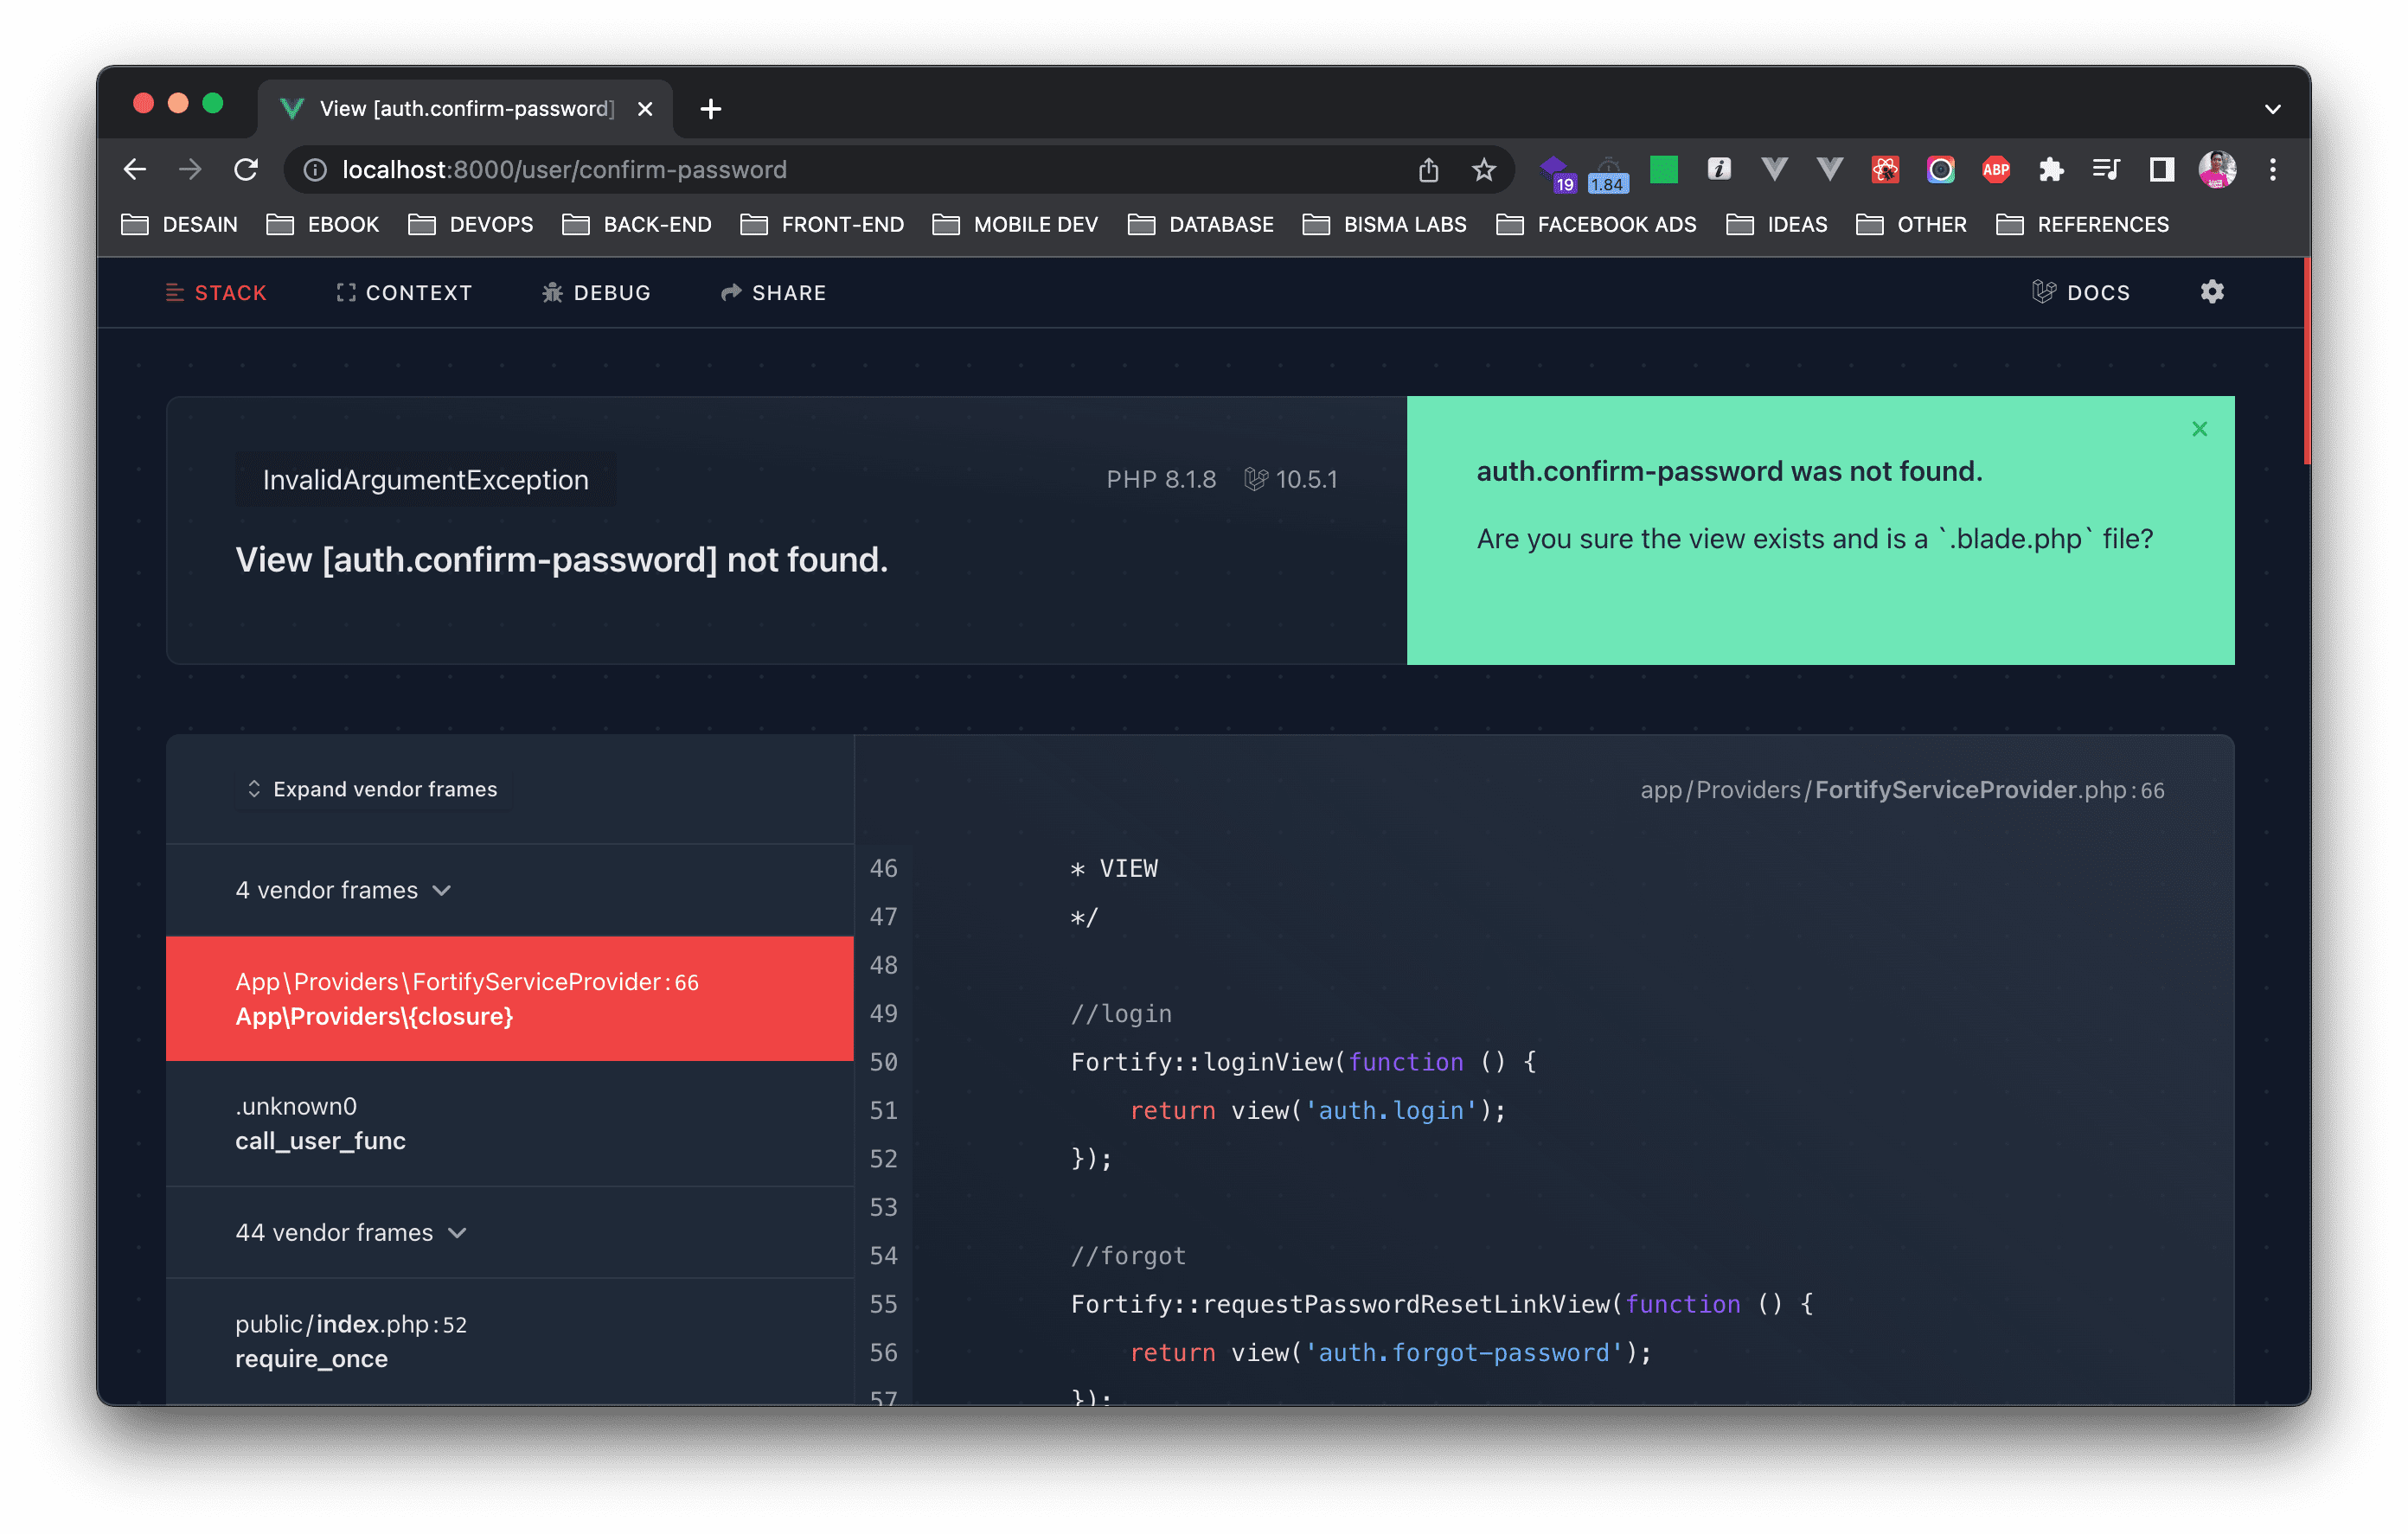 View [auth.confirm-password]
localhost:8000/user/confirm-password
19
1.84
ABP
DESAIN EBOOK DEVOPS BACK-END FRONT-END MOBILE DEV DATABASE BISMA LABS FACEBOOK ADS IDEAS OTHER REFERENCES
STACK CONTEXT DEBUG SHARE DOCS
InvalidArgumentException
PHP 8.1.8 10.5.1
View [auth.confirm-password] not found.
auth.confirm-password was not found.
Are you sure the view exists and is a `.blade.php` file?
Expand vendor frames
4 vendor frames
App\Providers\FortifyServiceProvider:66
App\Providers\{closure}
.unknown0
call_user_func
44 vendor frames
public/index.php:52
require_once
app/Providers/FortifyServiceProvider.php:66
46 * VIEW
47 */
48
49 //login
50 Fortify::loginView(function () {
51 return view('auth.login');
52 });
53
54 //forgot
55 Fortify::requestPasswordResetLinkView(function () {
56 return view('auth.forgot-password');
57 });